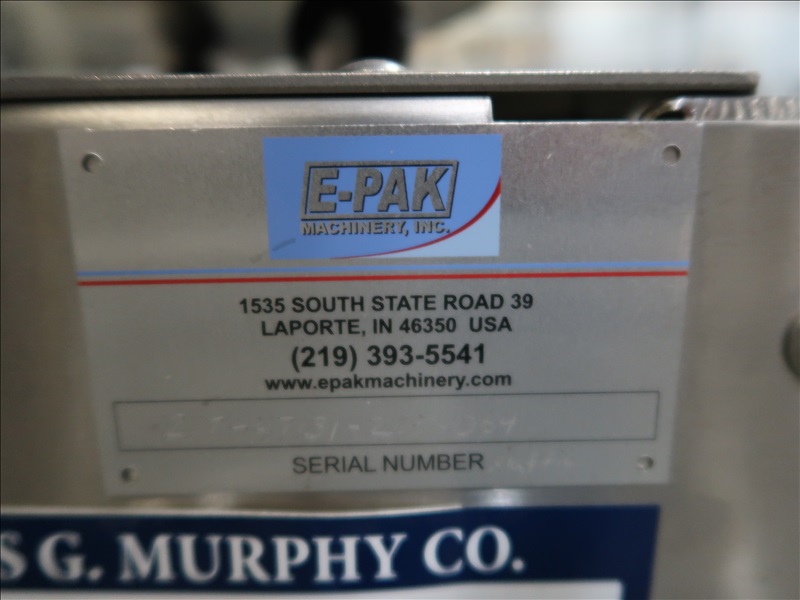 E-PAK
MACHINERY, INC.
1535 SOUTH STATE ROAD 39
LAPORTE, IN 46350 USA
(219) 393-5541
www.epakmachinery.com
SERIAL NUMBER
G. MURPHY CO.